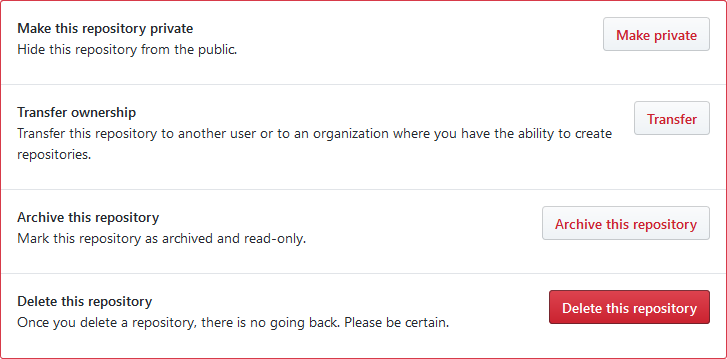 Make this repository private
Hide this repository from the public.
Make private
Transfer ownership
Transfer this repository to another user or to an organization where you have the ability to create
repositories.
Transfer
Archive this repository
Mark this repository as archived and read-only.
Archive this repository
Delete this repository
Once you delete a repository, there is no going back. Please be certain.
Delete this repository